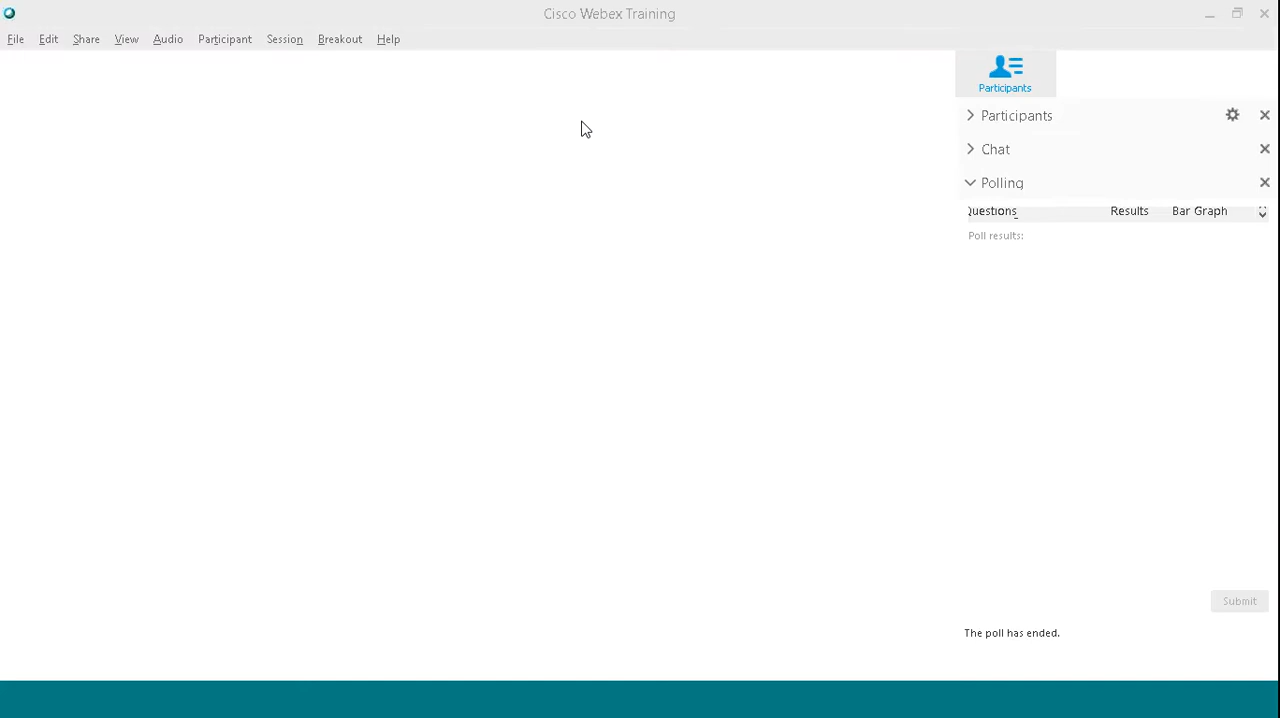 Cisco Webex Training
File Edit Share View Audio Participant Session Breakout Help
Participants
Participants
Chat
Polling
Questions Results Bar Graph
Poll results:
Submit
The poll has ended.